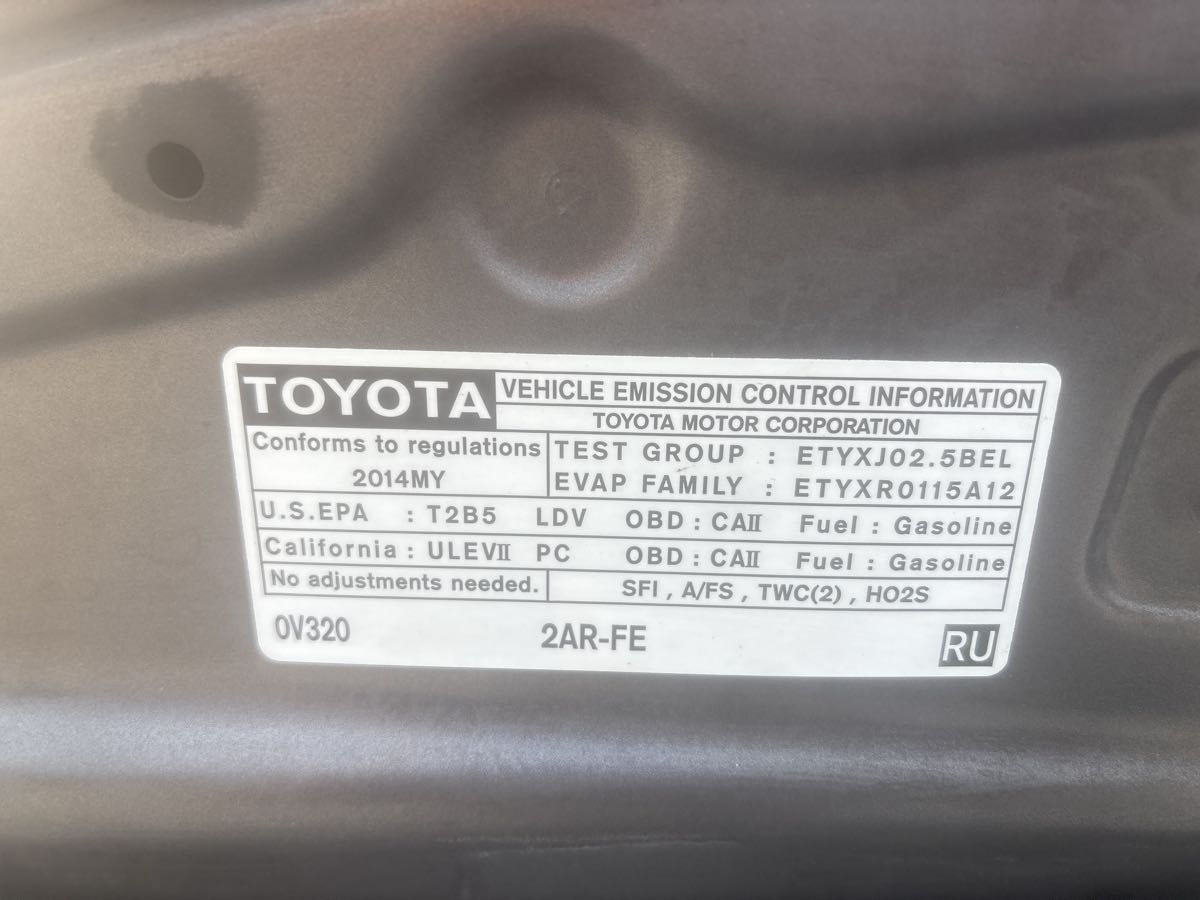 TOYOTA VEHICLE EMISSION CONTROL INFORMATION
TOYOTA MOTOR CORPORATION
Conforms to regulations
2014MY
TEST GROUP : ETYXJ02.5BEL
EVAP FAMILY : ETYXR0115A12
U.S.EPA : T2B5 LDV OBD : CAⅡ Fuel : Gasoline
California : ULEVⅡ PC OBD : CAⅡ Fuel : Gasoline
No adjustments needed. SFI , A/FS , TWC(2) , HO2S
0V320 2AR-FE RU